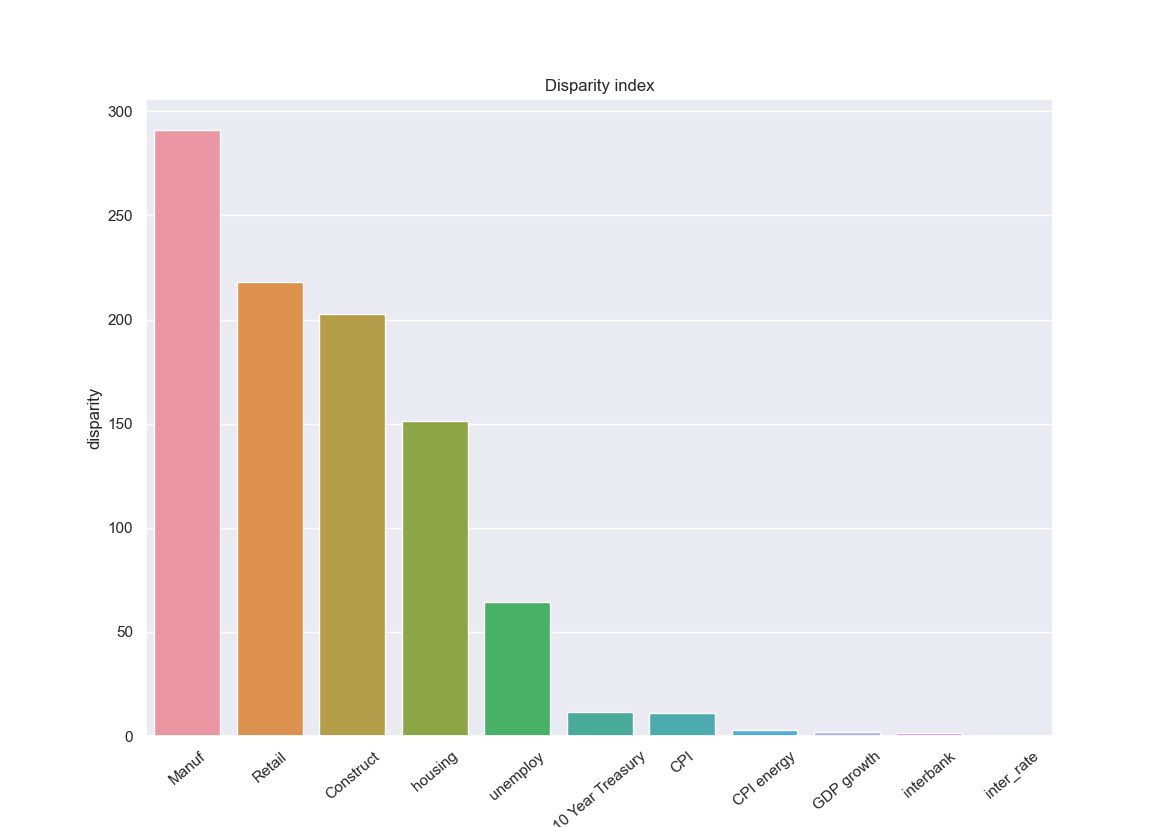 Disparity index
300
250
200
150
100
50
0
disparity
Manuf
Retail
Construct
housing
unemploy
10 Year Treasury
CPI
CPI energy
GDP growth
interbank
inter_rate